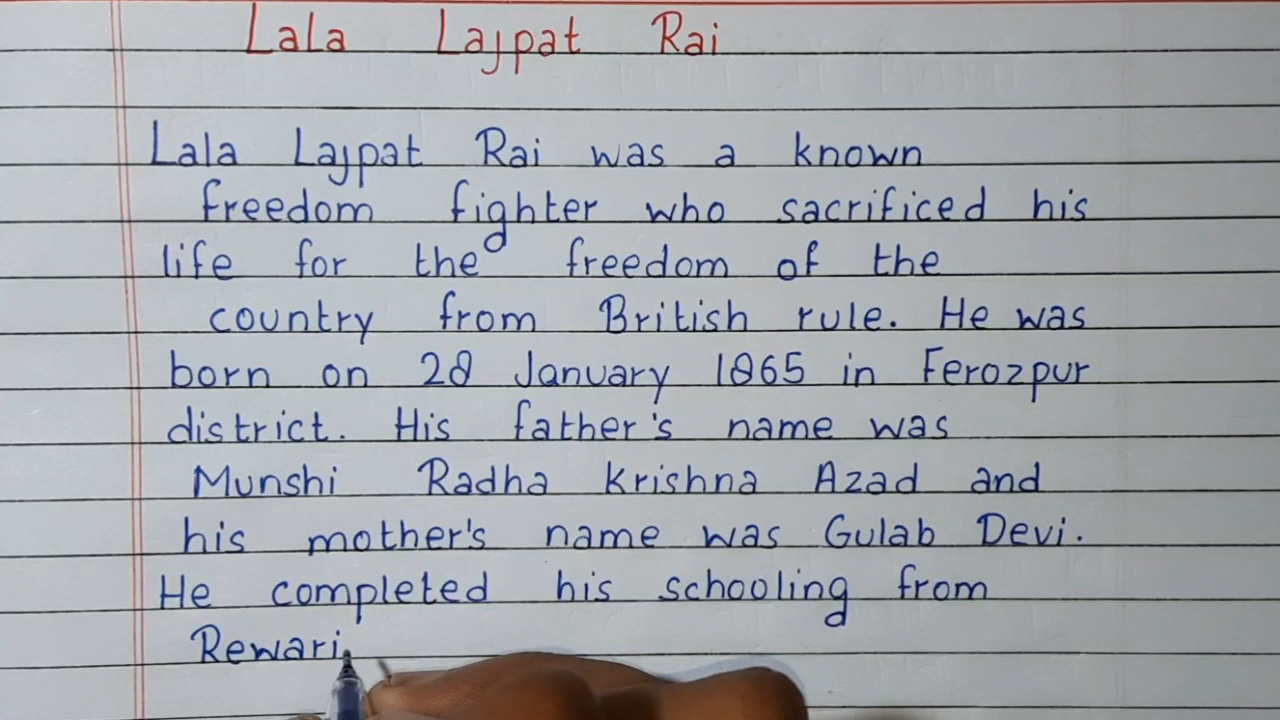 Lala Lajpat Rai
Lala Lajpat Rai was a known
freedom fighter who sacrificed his
life for the freedom of the
country from British rule. He was
born on 28 January 1865 in Ferozpur
district. His father's name was
Munshi Radha Krishna Azad and
his mother's name was Gulab Devi.
He completed his schooling from
Rewari.